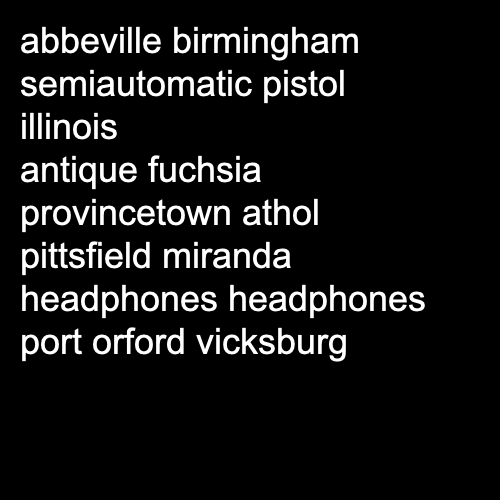 abbeville birmingham
semiautomatic pistol
illinois
antique fuchsia
provincetown athol
pittsfield miranda
headphones headphones
port orford vicksburg